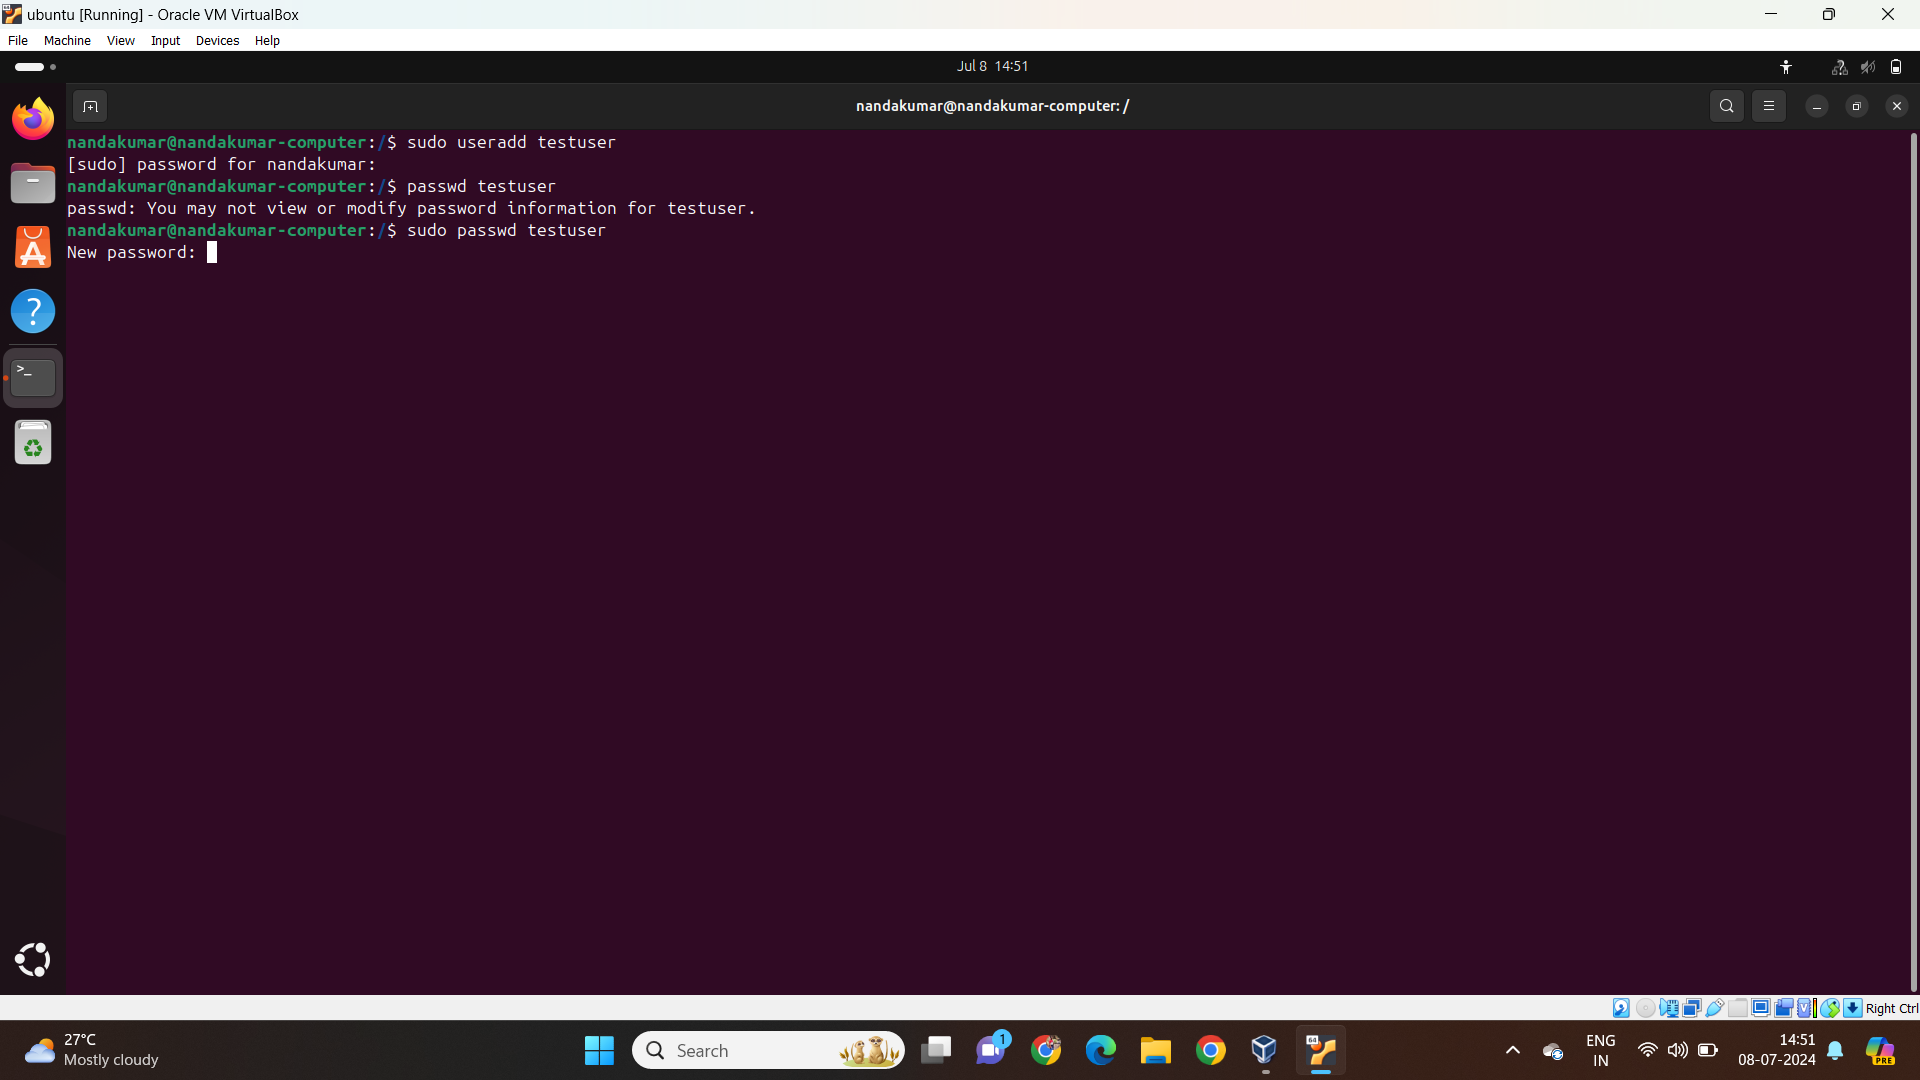 ubuntu [Running] - Oracle VM VirtualBox
File Machine View Input Devices Help
Jul 8 14:51
nandakumar@nandakumar-computer: /
nandakumar@nandakumar-computer:/$ sudo useradd testuser
[sudo] password for nandakumar:
nandakumar@nandakumar-computer:/$ passwd testuser
passwd: You may not view or modify password information for testuser.
nandakumar@nandakumar-computer:/$ sudo passwd testuser
New password:
Right Ctrl
27°C
Mostly cloudy
Search
1
64
ENG
IN
14:51
08-07-2024
PRE